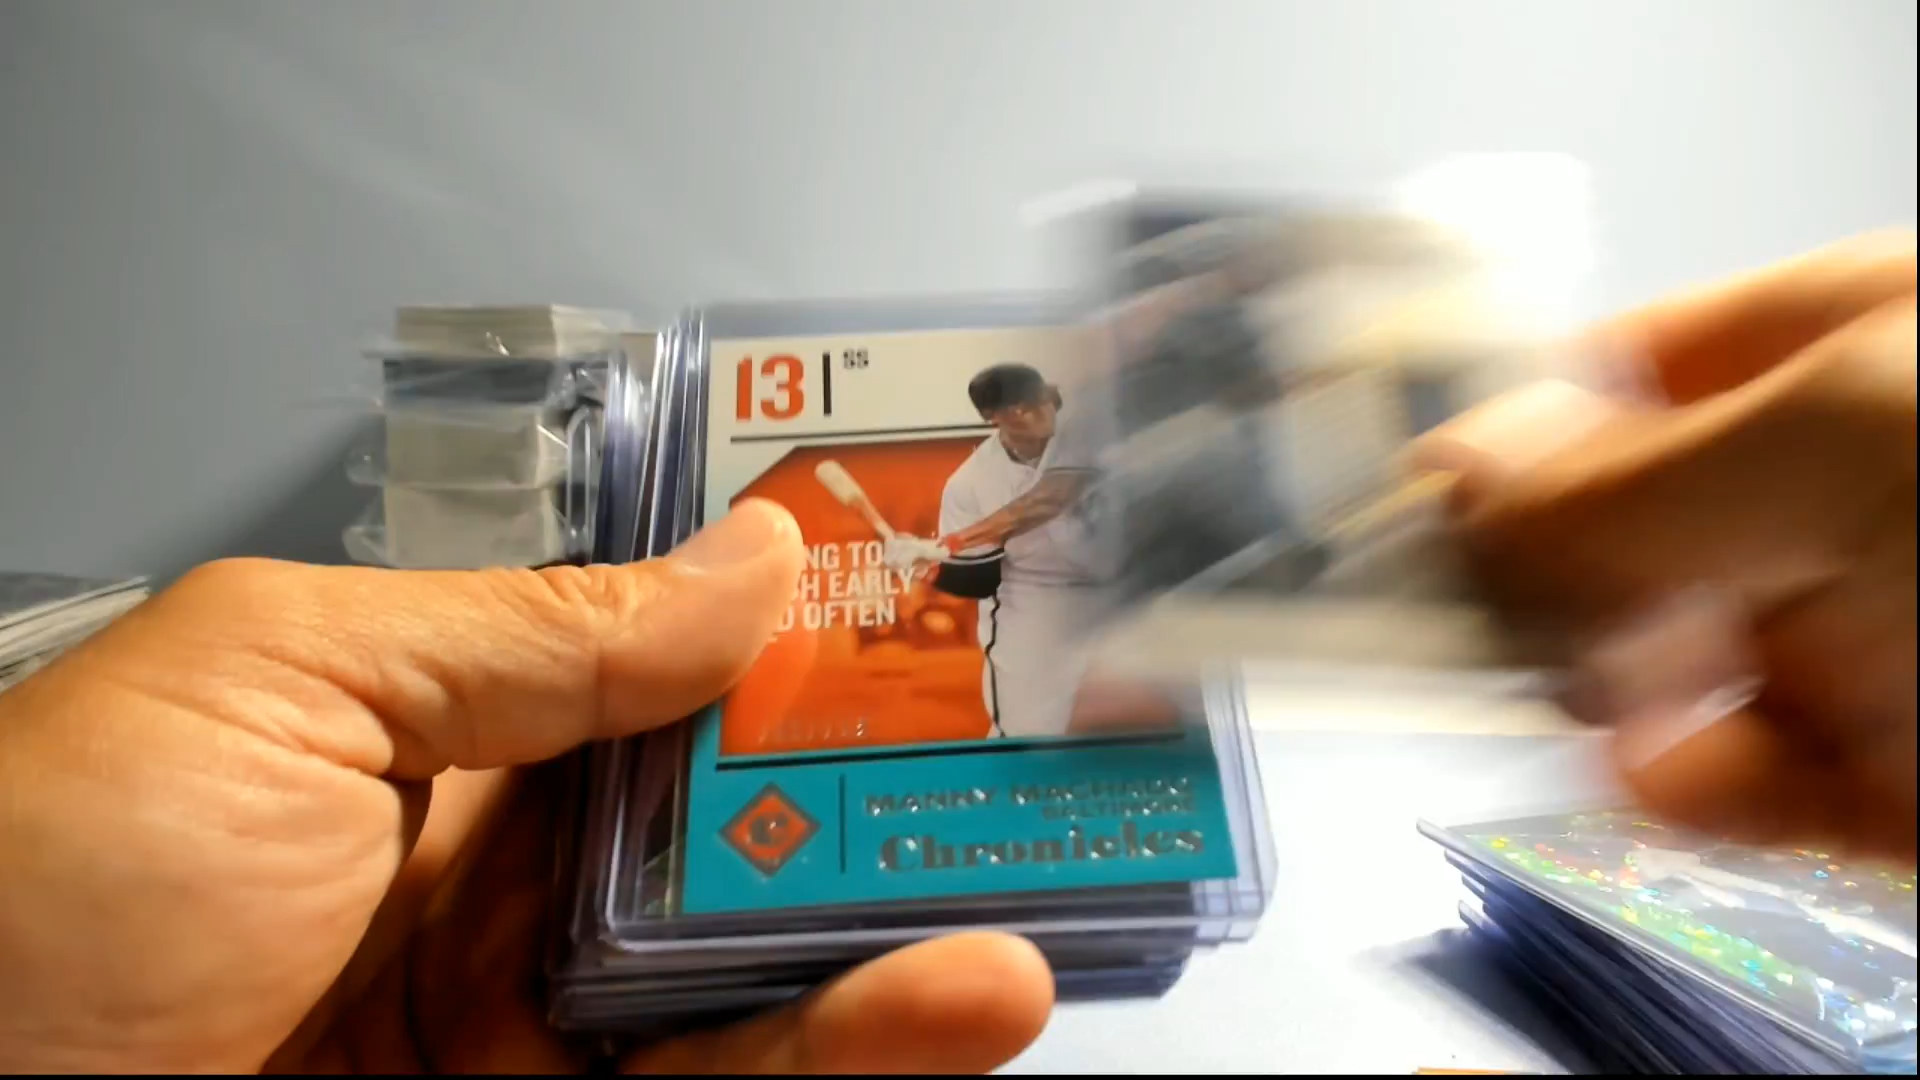 13 SS
NG TO
H EARLY
D OFTEN
MANNY MACHADO
BALTIMORE
C
Chronicles